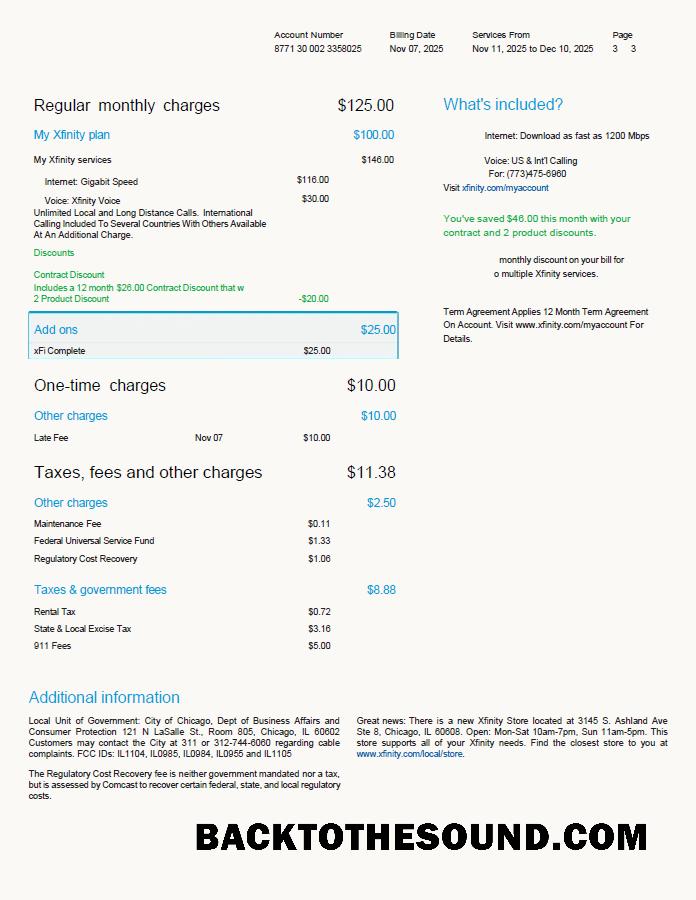 Account Number Billing Date Services From Page
8771 30 002 3358025 Nov 07, 2025 Nov 11, 2025 to Dec 10, 2025 3 3
Regular monthly charges $125.00
My Xfinity plan $100.00
My Xfinity services $146.00
Internet: Gigabit Speed $116.00
Voice: Xfinity Voice $30.00
Unlimited Local and Long Distance Calls. International
Calling Included To Several Countries With Others Available
At An Additional Charge.
Discounts
Contract Discount
Includes a 12 month $26.00 Contract Discount that w
2 Product Discount -$20.00
Add ons $25.00
xFi Complete $25.00
One-time charges $10.00
Other charges $10.00
Late Fee Nov 07 $10.00
Taxes, fees and other charges $11.38
Other charges $2.50
Maintenance Fee $0.11
Federal Universal Service Fund $1.33
Regulatory Cost Recovery $1.06
Taxes & government fees $8.88
Rental Tax $0.72
State & Local Excise Tax $3.16
911 Fees $5.00
What's included?
Internet: Download as fast as 1200 Mbps
Voice: US & Int'l Calling
For: (773)475-6960
Visit xfinity.com/myaccount
You've saved $46.00 this month with your
contract and 2 product discounts.
monthly discount on your bill for
o multiple Xfinity services.
Term Agreement Applies 12 Month Term Agreement
On Account. Visit www.xfinity.com/myaccount For
Details.
Additional information
Local Unit of Government: City of Chicago, Dept of Business Affairs and
Consumer Protection 121 N LaSalle St., Room 805, Chicago, IL 60602
Customers may contact the City at 311 or 312-744-6060 regarding cable
complaints. FCC IDs: IL1104, IL0985, IL0984, IL0955 and IL1105
The Regulatory Cost Recovery fee is neither government mandated nor a tax,
but is assessed by Comcast to recover certain federal, state, and local regulatory
costs.
Great news: There is a new Xfinity Store located at 3145 S. Ashland Ave
Ste 8, Chicago, IL 60608. Open: Mon-Sat 10am-7pm, Sun 11am-5pm. This
store supports all of your Xfinity needs. Find the closest store to you at
www.xfinity.com/local/store.
BACKTOTHESOUND.COM